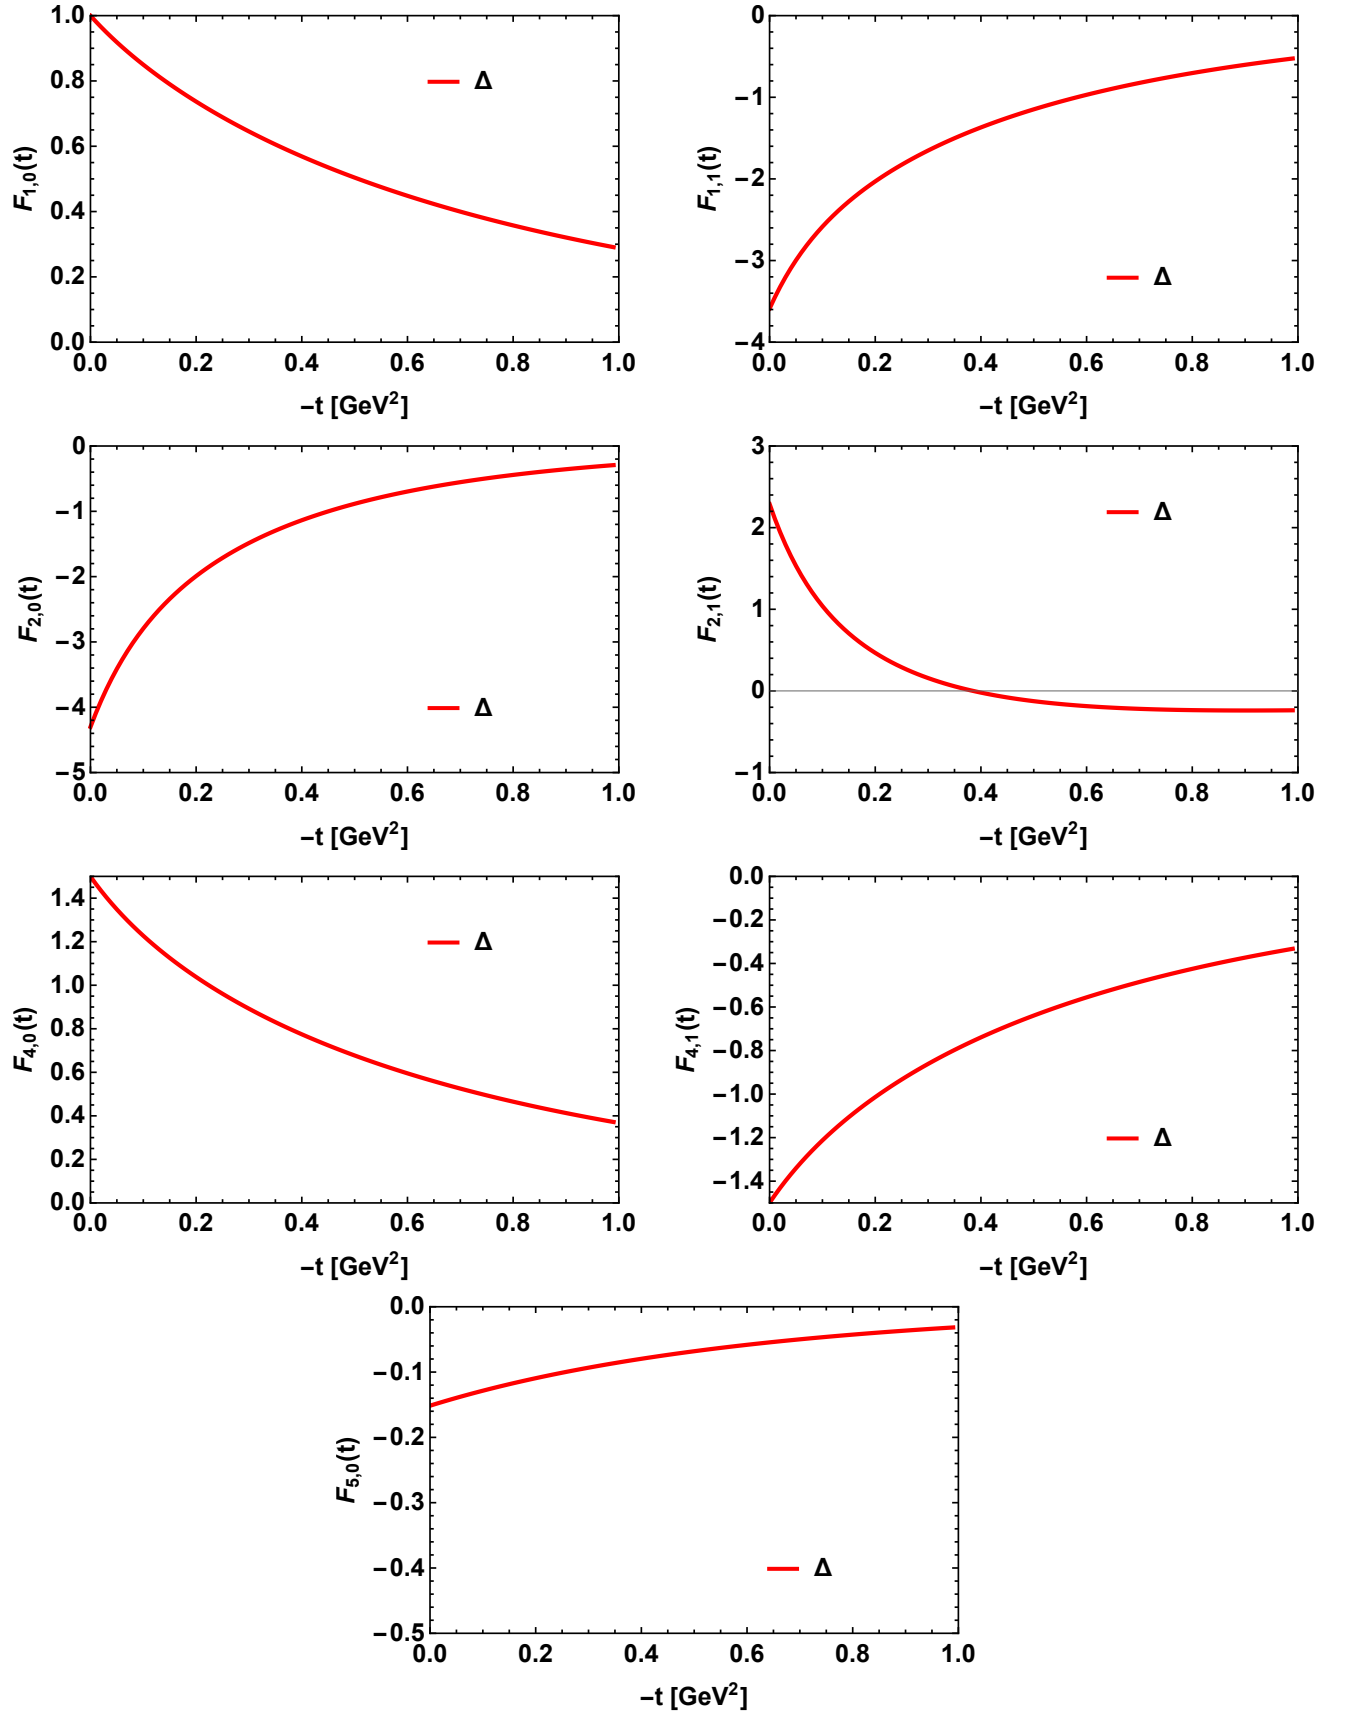 1.0
0.8
0.6
0.4
0.2
0.0
F1,0(t)
Δ
0.0 0.2 0.4 0.6 0.8 1.0
−t [GeV²]
0
−1
−2
−3
−4
F1,1(t)
Δ
0.0 0.2 0.4 0.6 0.8 1.0
−t [GeV²]
0
−1
−2
−3
−4
−5
F2,0(t)
Δ
0.0 0.2 0.4 0.6 0.8 1.0
−t [GeV²]
3
2
1
0
−1
F2,1(t)
Δ
0.0 0.2 0.4 0.6 0.8 1.0
−t [GeV²]
1.4
1.2
1.0
0.8
0.6
0.4
0.2
0.0
F4,0(t)
Δ
0.0 0.2 0.4 0.6 0.8 1.0
−t [GeV²]
0.0
−0.2
−0.4
−0.6
−0.8
−1.0
−1.2
−1.4
F4,1(t)
Δ
0.0 0.2 0.4 0.6 0.8 1.0
−t [GeV²]
0.0
−0.1
−0.2
−0.3
−0.4
−0.5
F5,0(t)
Δ
0.0 0.2 0.4 0.6 0.8 1.0
−t [GeV²]